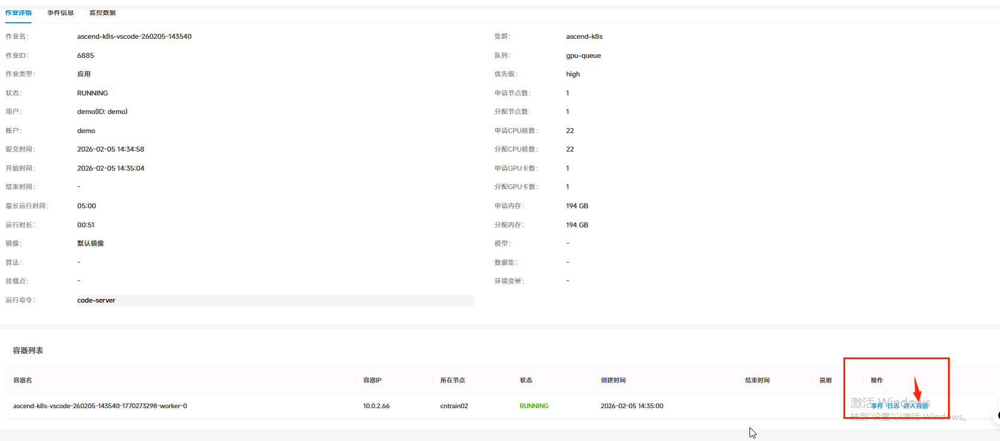 作业详情 事件信息 监控数据
作业名: ascend-k8s-vscode-260205-143540 集群: ascend-k8s
作业ID: 6885 队列: gpu-queue
作业类型: 应用 优先级: high
状态: RUNNING 申请节点数: 1
用户: demo(ID: demo) 分配节点数: 1
账户: demo 申请CPU核数: 22
提交时间: 2026-02-05 14:34:58 分配CPU核数: 22
开始时间: 2026-02-05 14:35:04 申请GPU卡数: 1
结束时间: - 分配GPU卡数: 1
最长运行时间: 05:00 申请内存: 194 GB
运行时长: 00:51 分配内存: 194 GB
镜像: 默认镜像 模型: -
算法: - 数据集: -
挂载点: - 环境变量: -
运行命令: code-server
容器列表
容器名 容器IP 所在节点 状态 创建时间 结束时间 说明 操作
ascend-k8s-vscode-260205-143540-1770273298-worker-0 10.0.2.66 cntrain02 RUNNING 2026-02-05 14:35:00 事件 日志 进入容器
激活 Windows
转到"设置"以激活 Windows。